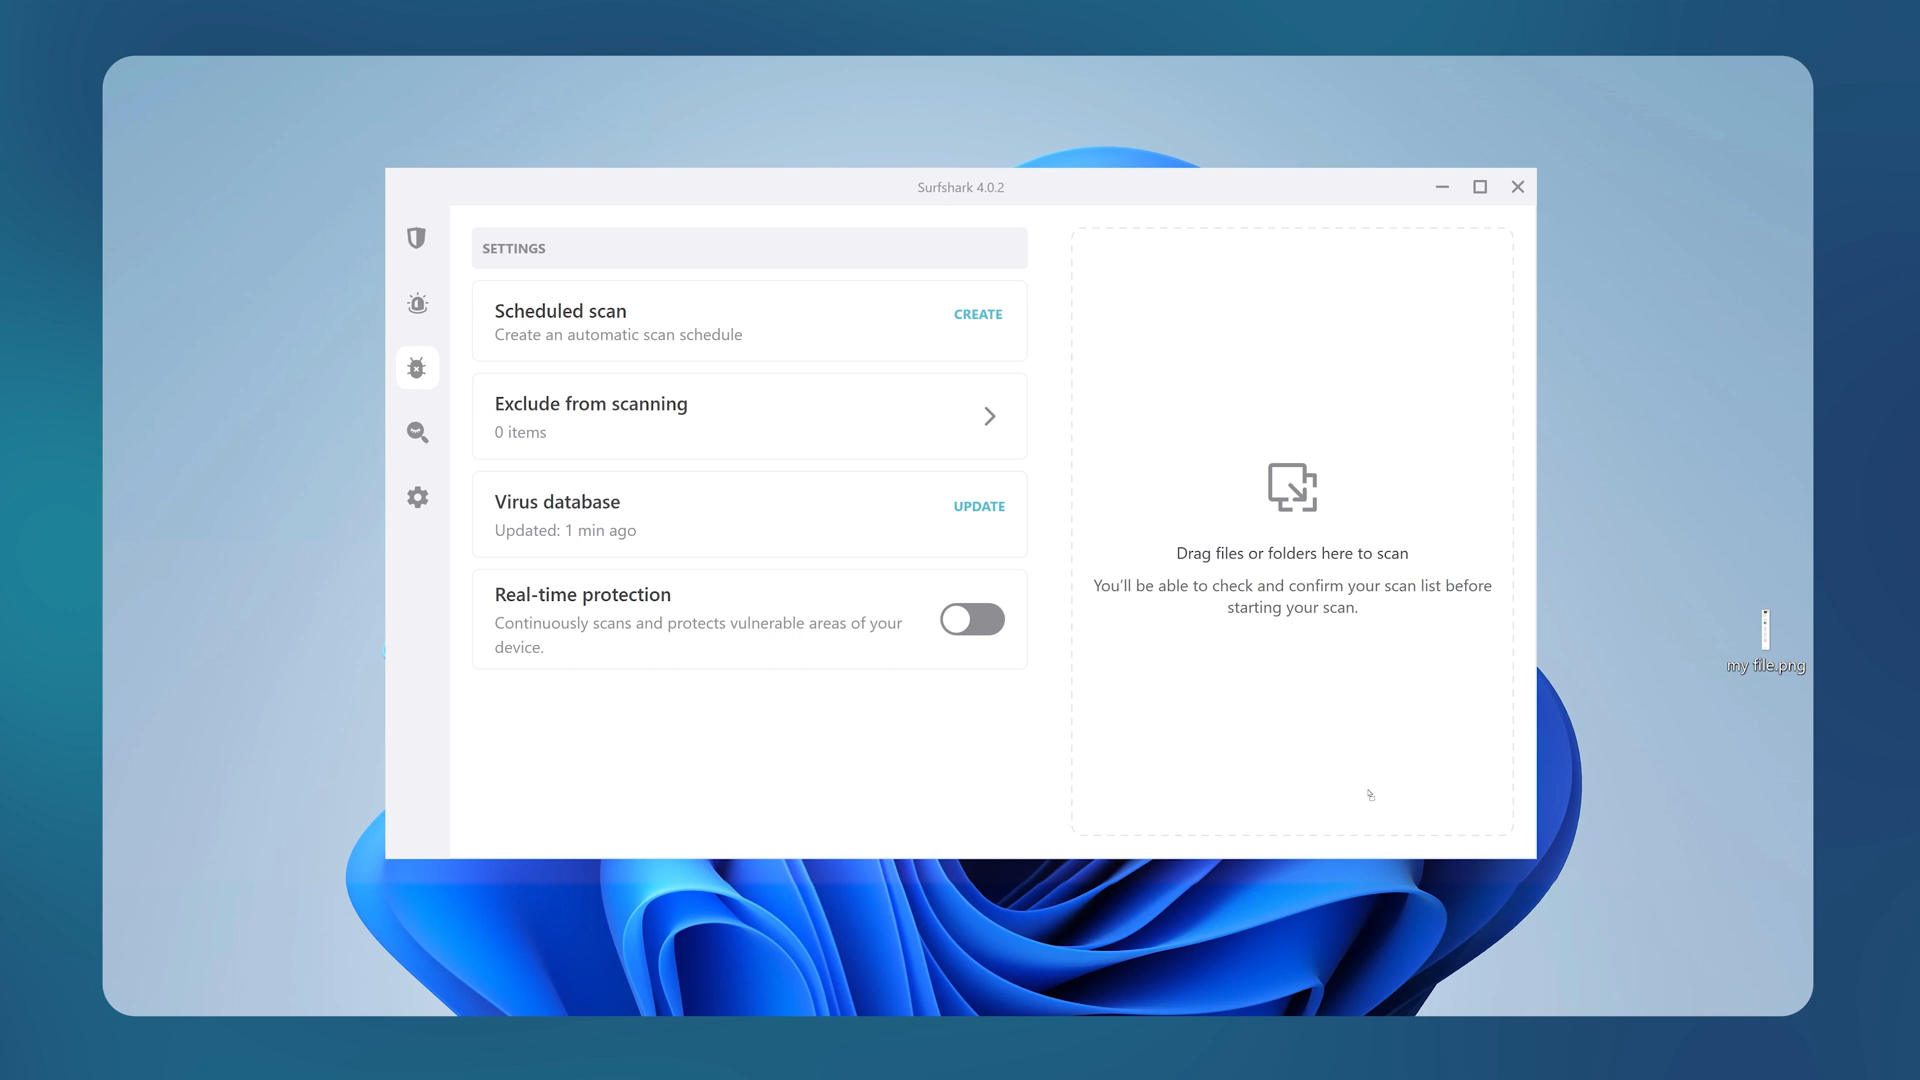 Surfshark 4.0.2
SETTINGS
Scheduled scan
Create an automatic scan schedule
CREATE
Exclude from scanning
0 items
Virus database
Updated: 1 min ago
UPDATE
Real-time protection
Continuously scans and protects vulnerable areas of your
device.
Drag files or folders here to scan
You'll be able to check and confirm your scan list before
starting your scan.
my file.png